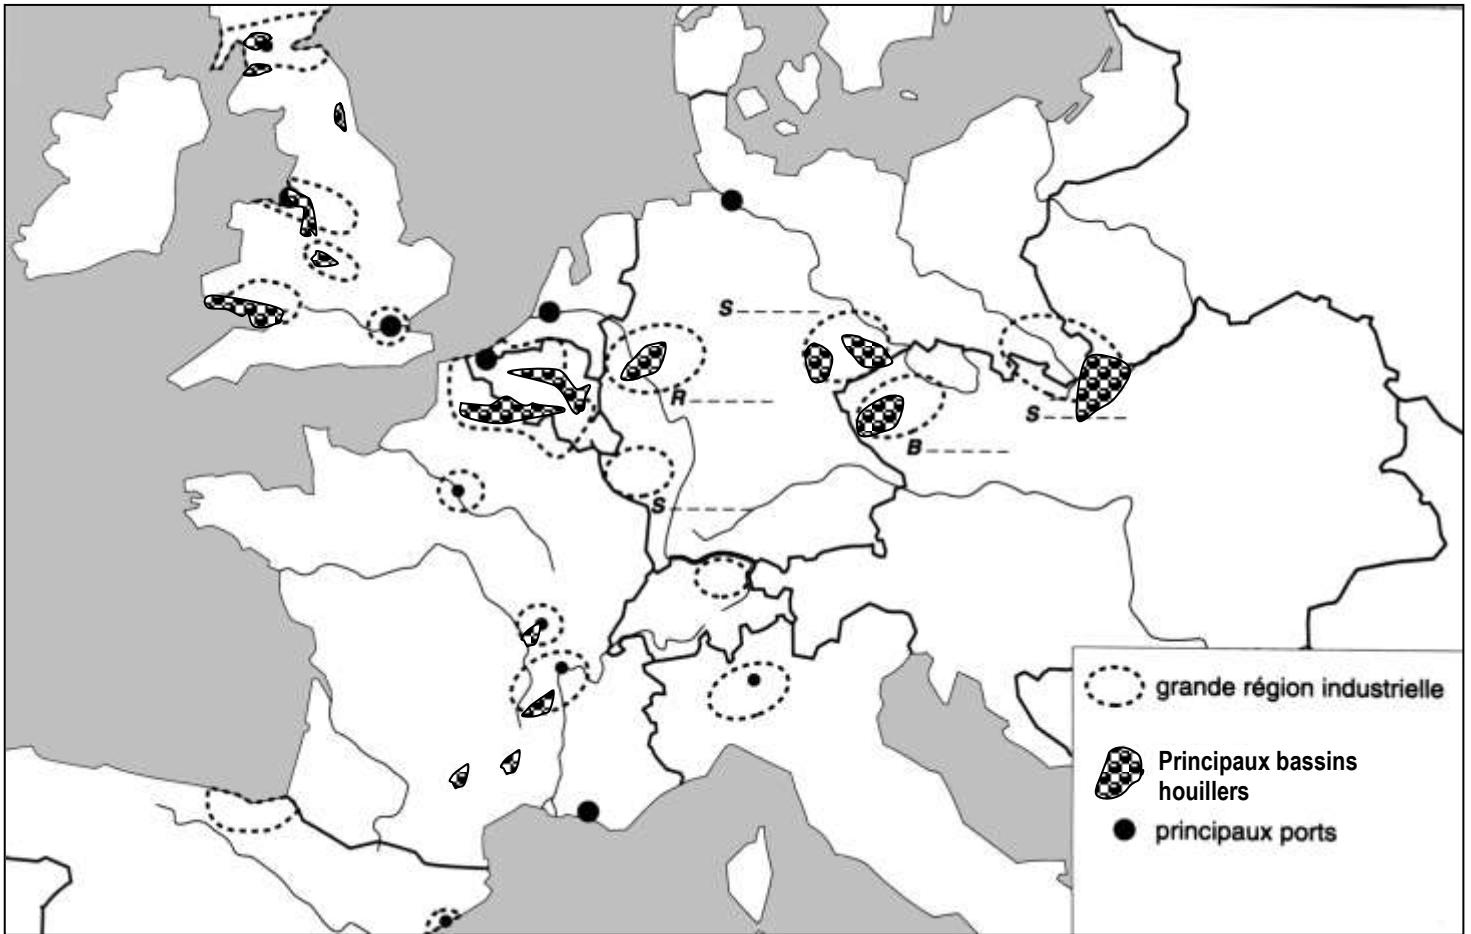 S _ _ _ _ _ _ _ _
R _ _ _ _ _ _ _ _
S _ _ _ _ _ _ _ _
B _ _ _ _ _ _ _ _
S _ _ _ _ _ _ _ _
grande région industrielle
Principaux bassins
houillers
principaux ports